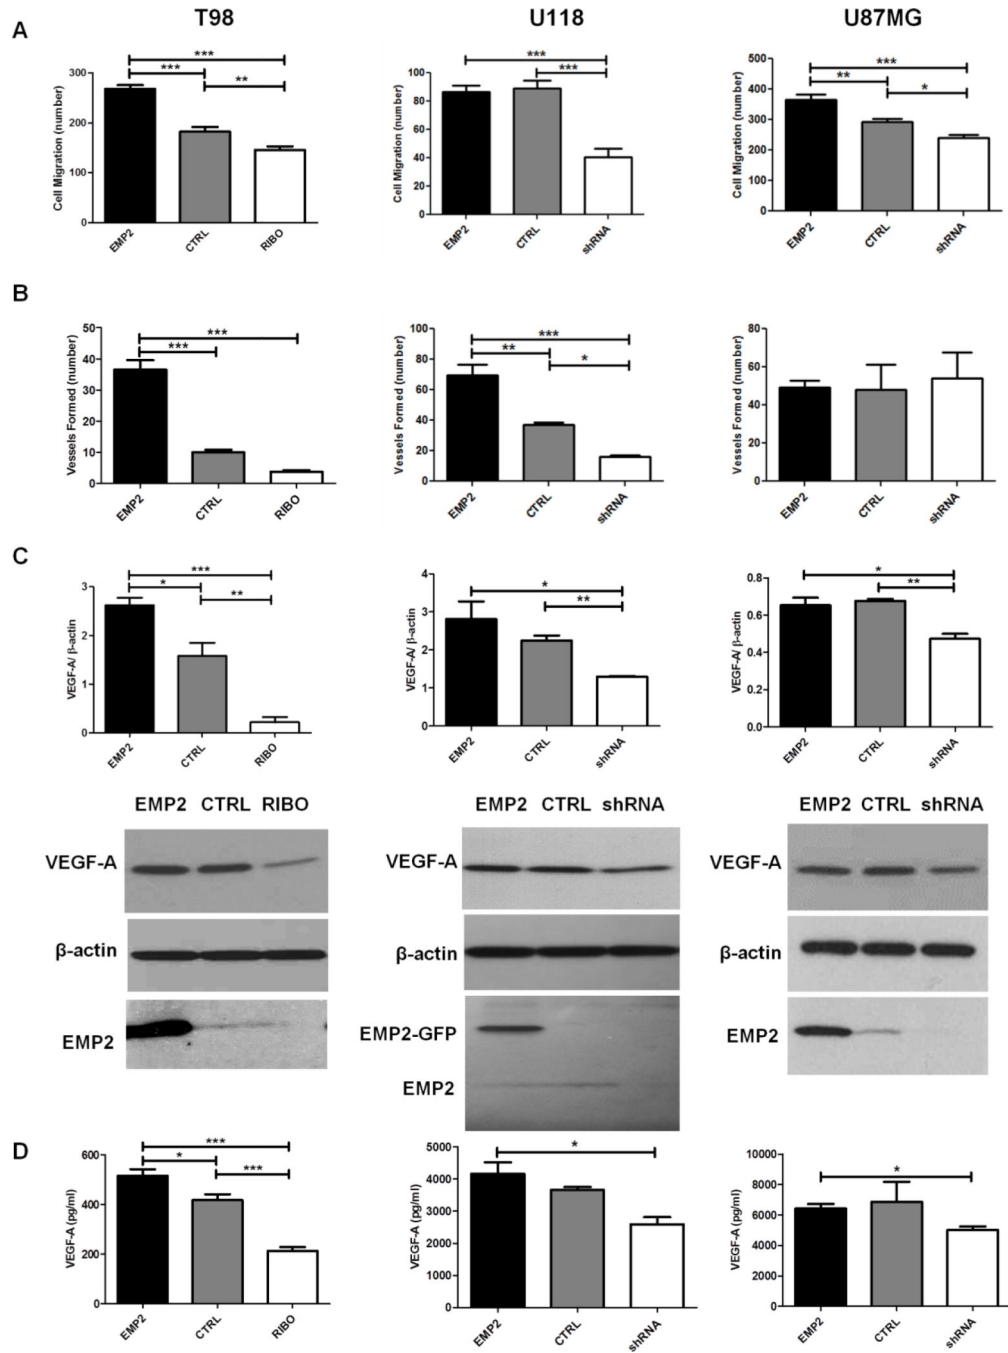 T98 U118 U87MG
A
Cell Migration (number)
300
200
100
0
***
***
**
EMP2 CTRL RIBO
Cell Migration (number)
100
80
60
40
20
0
***
***
EMP2 CTRL shRNA
Cell Migration (number)
500
400
300
200
100
0
***
**
*
EMP2 CTRL shRNA
B
Vessels Formed (number)
50
40
30
20
10
0
***
***
EMP2 CTRL RIBO
Vessels Formed (number)
100
80
60
40
20
0
***
**
*
EMP2 CTRL shRNA
Vessels Formed (number)
80
60
40
20
0
EMP2 CTRL shRNA
C
VEGF-A/ β-actin
3
2
1
0
***
*
**
EMP2 CTRL RIBO
VEGF-A/ β-actin
4
3
2
1
0
*
**
EMP2 CTRL shRNA
VEGF-A/ β-actin
0.8
0.6
0.4
0.2
0.0
*
**
EMP2 CTRL shRNA
EMP2 CTRL RIBO
VEGF-A
β-actin
EMP2
EMP2 CTRL shRNA
VEGF-A
β-actin
EMP2-GFP
EMP2
EMP2 CTRL shRNA
VEGF-A
β-actin
EMP2
D
VEGF-A (pg/ml)
600
400
200
0
***
*
***
EMP2 CTRL RIBO
VEGF-A (pg/ml)
5000
4000
3000
2000
1000
0
*
EMP2 CTRL shRNA
VEGF-A (pg/ml)
10000
8000
6000
4000
2000
0
*
EMP2 CTRL shRNA